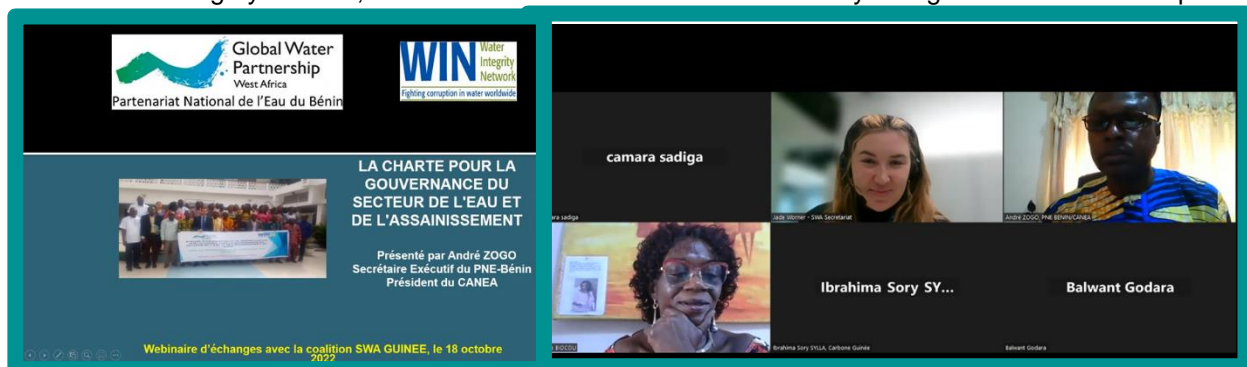 Global Water
Partnership
West Africa
Partenariat National de l'Eau du Bénin
WIN
Water
Integrity
Network
Fighting corruption in water worldwide
LA CHARTE POUR LA
GOUVERNANCE DU
SECTEUR DE L'EAU ET
DE L'ASSAINISSEMENT
Présenté par André ZOGO
Secrétaire Exécutif du PNE-Bénin
Président du CANEA
Webinaire d'échanges avec la coalition SWA GUINEE, le 18 octobre
2022
camara sadiga
ara sadiga
Jade Worner - SWA Secretariat
André ZOGO, PNE BENIN/CANEA
BIOCOU
Ibrahima Sory SY...
Ibrahima Sory SYLLA, Carbone Guinée
Balwant Godara
Balwant Godara